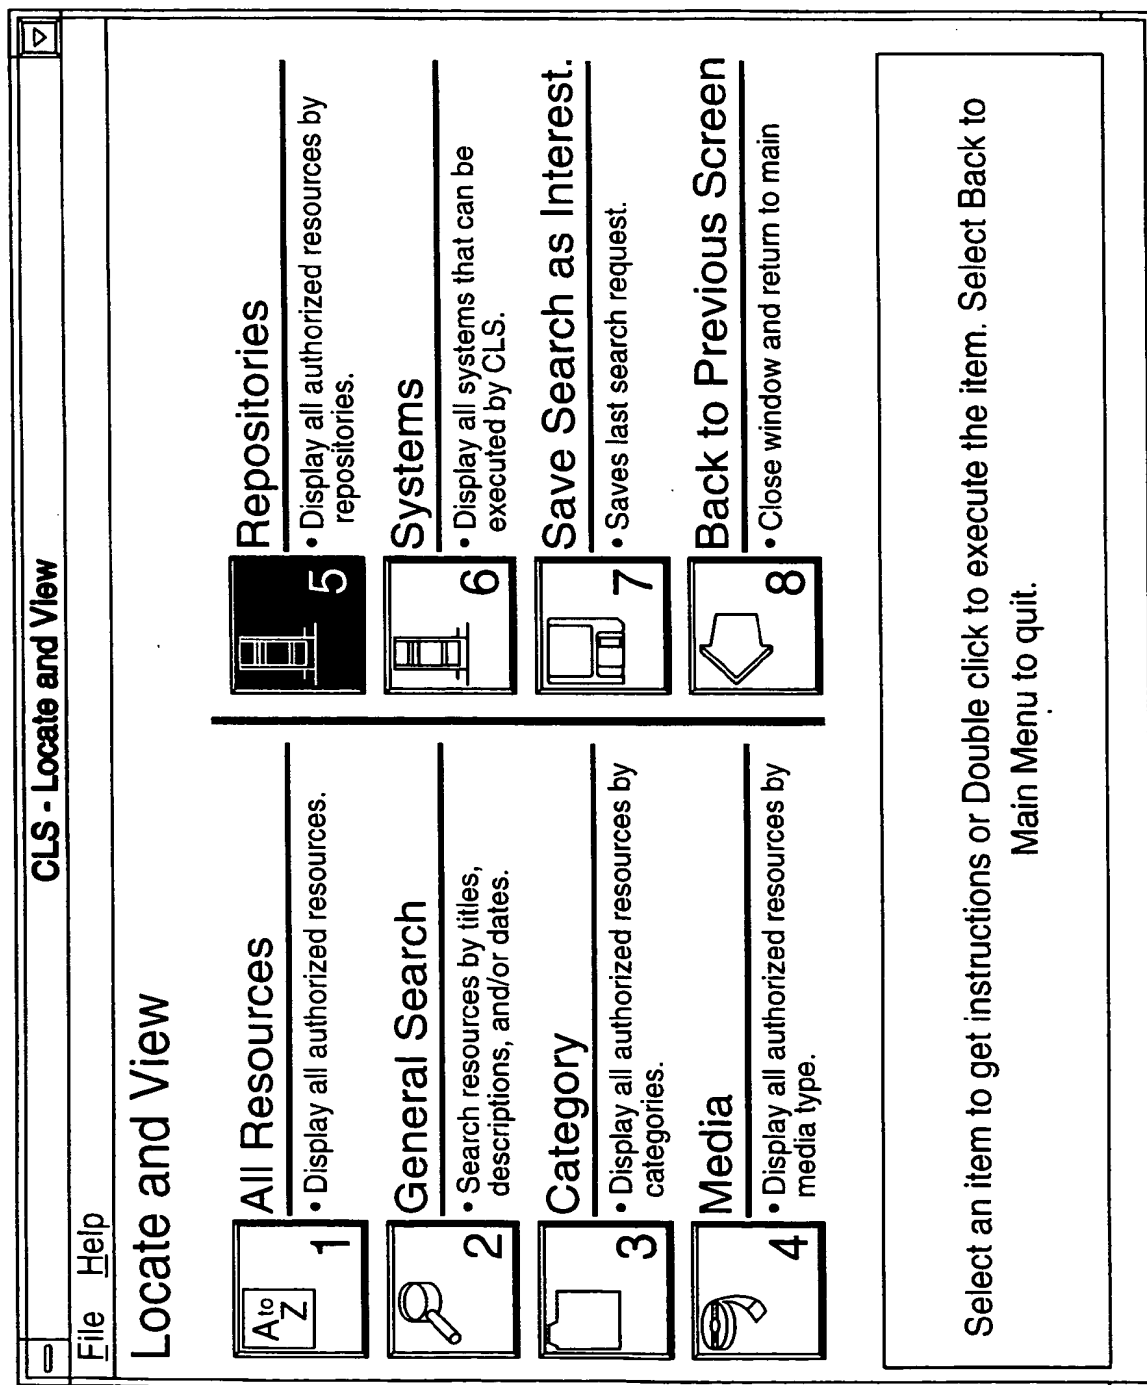 CLS - Locate and View
File Help
Locate and View
A to Z
1
All Resources
• Display all authorized resources.
2
General Search
• Search resources by titles,
descriptions, and/or dates.
3
Category
• Display all authorized resources by
categories.
4
Media
• Display all authorized resources by
media type.
5
Repositories
• Display all authorized resources by
repositories.
6
Systems
• Display all systems that can be
executed by CLS.
7
Save Search as Interest.
• Saves last search request.
8
Back to Previous Screen
• Close window and return to main
Select an item to get instructions or Double click to execute the item. Select Back to
Main Menu to quit.